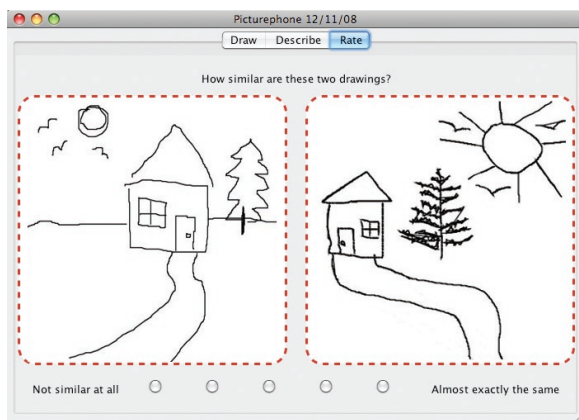 Picturephone 12/11/08
Draw Describe Rate
How similar are these two drawings?
Not similar at all Almost exactly the same